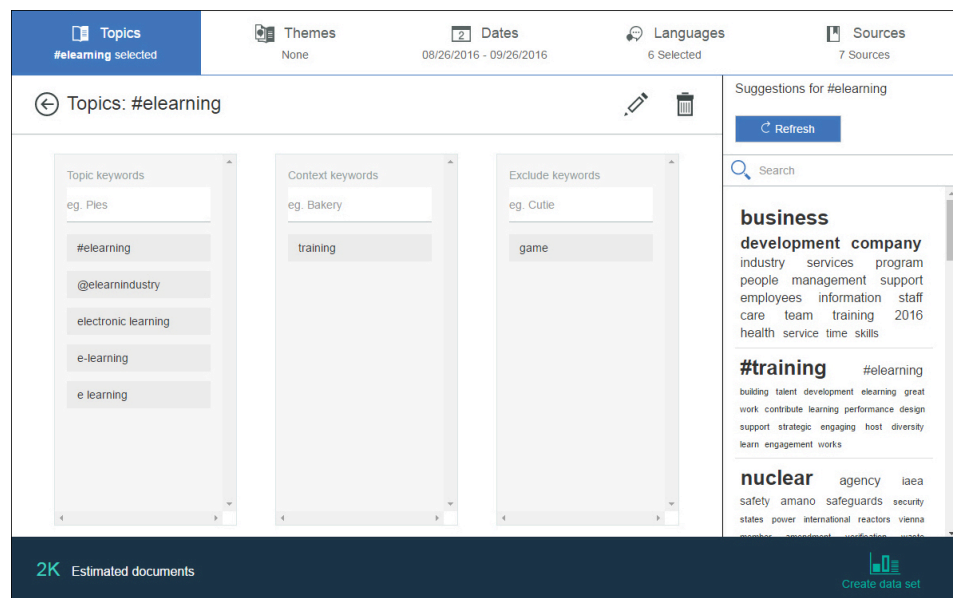 Topics
#elearning selected
Themes
None
2 Dates
08/26/2016 - 09/26/2016
Languages
6 Selected
Sources
7 Sources
Topics: #elearning
Topic keywords
eg. Pies
#elearning
@elearnindustry
electronic learning
e-learning
e learning
Context keywords
eg. Bakery
training
Exclude keywords
eg. Cutie
game
Suggestions for #elearning
Refresh
Search
business
development company
industry services program
people management support
employees information staff
care team training 2016
health service time skills
#training #elearning
building talent development elearning great
work contribute learning performance design
support strategic engaging host diversity
learn engagement works
nuclear agency iaea
safety amano safeguards security
states power international reactors vienna
member amendment verification waste
2K Estimated documents
Create data set